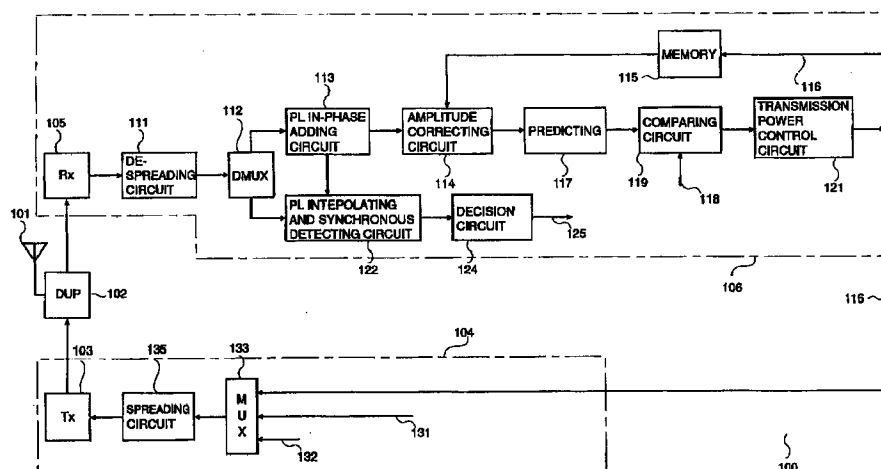 MEMORY
115
116
113
PL IN-PHASE
ADDING
CIRCUIT
112
111
105
AMPLITUDE
CORRECTING
CIRCUIT
PREDICTING
COMPARING
CIRCUIT
TRANSMISSION
POWER
CONTROL
CIRCUIT
Rx
DE-
SPREADING
CIRCUIT
DMUX
114
117
119
118
121
101
PL INTEPOLATING
AND SYNCHRONOUS
DETECTING CIRCUIT
DECISION
CIRCUIT
125
122
124
106
116
DUP
102
104
103
135
133
Tx
SPREADING
CIRCUIT
M
U
X
131
132
100